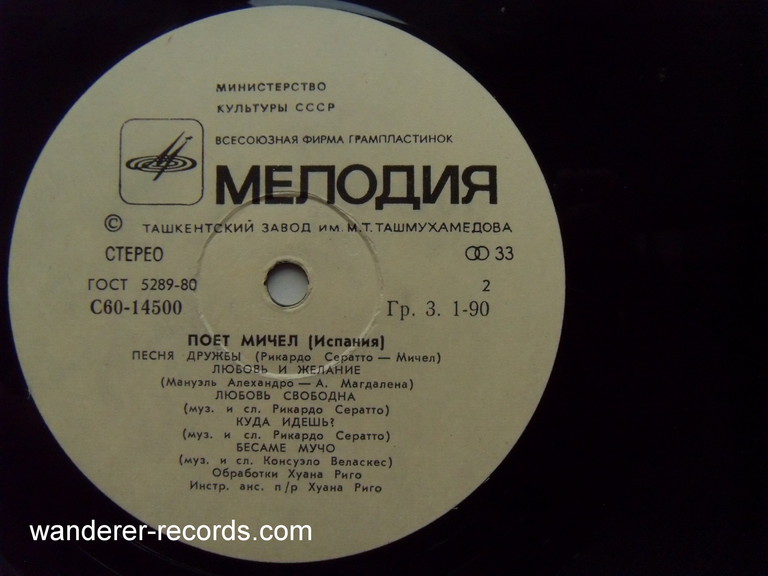 МИНИСТЕРСТВО
КУЛЬТУРЫ СССР
ВСЕСОЮЗНАЯ ФИРМА ГРАМПЛАСТИНОК
МЕЛОДИЯ
© ТАШКЕНТСКИЙ ЗАВОД ИМ. М.Т. ТАШМУХАМЕДОВА
СТЕРЕО 33
ГОСТ 5289-80 2
С60-14500 Гр. 3. 1-90
ПОЕТ МИЧЕЛ (Испания)
ПЕСНЯ ДРУЖБЫ (Рикардо Сератто — Мичел)
ЛЮБОВЬ И ЖЕЛАНИЕ
(Мануэль Алехандро — А. Магдалена)
ЛЮБОВЬ СВОБОДНА
(муз. и сл. Рикардо Сератто)
КУДА ИДЕШЬ?
(муз. и сл. Рикардо Сератто)
БЕСАМЕ МУЧО
(муз. и сл. Консуэло Веласкес)
Обработки Хуана Риго
Инстр. анс. п/р Хуана Риго
wanderer-records.com